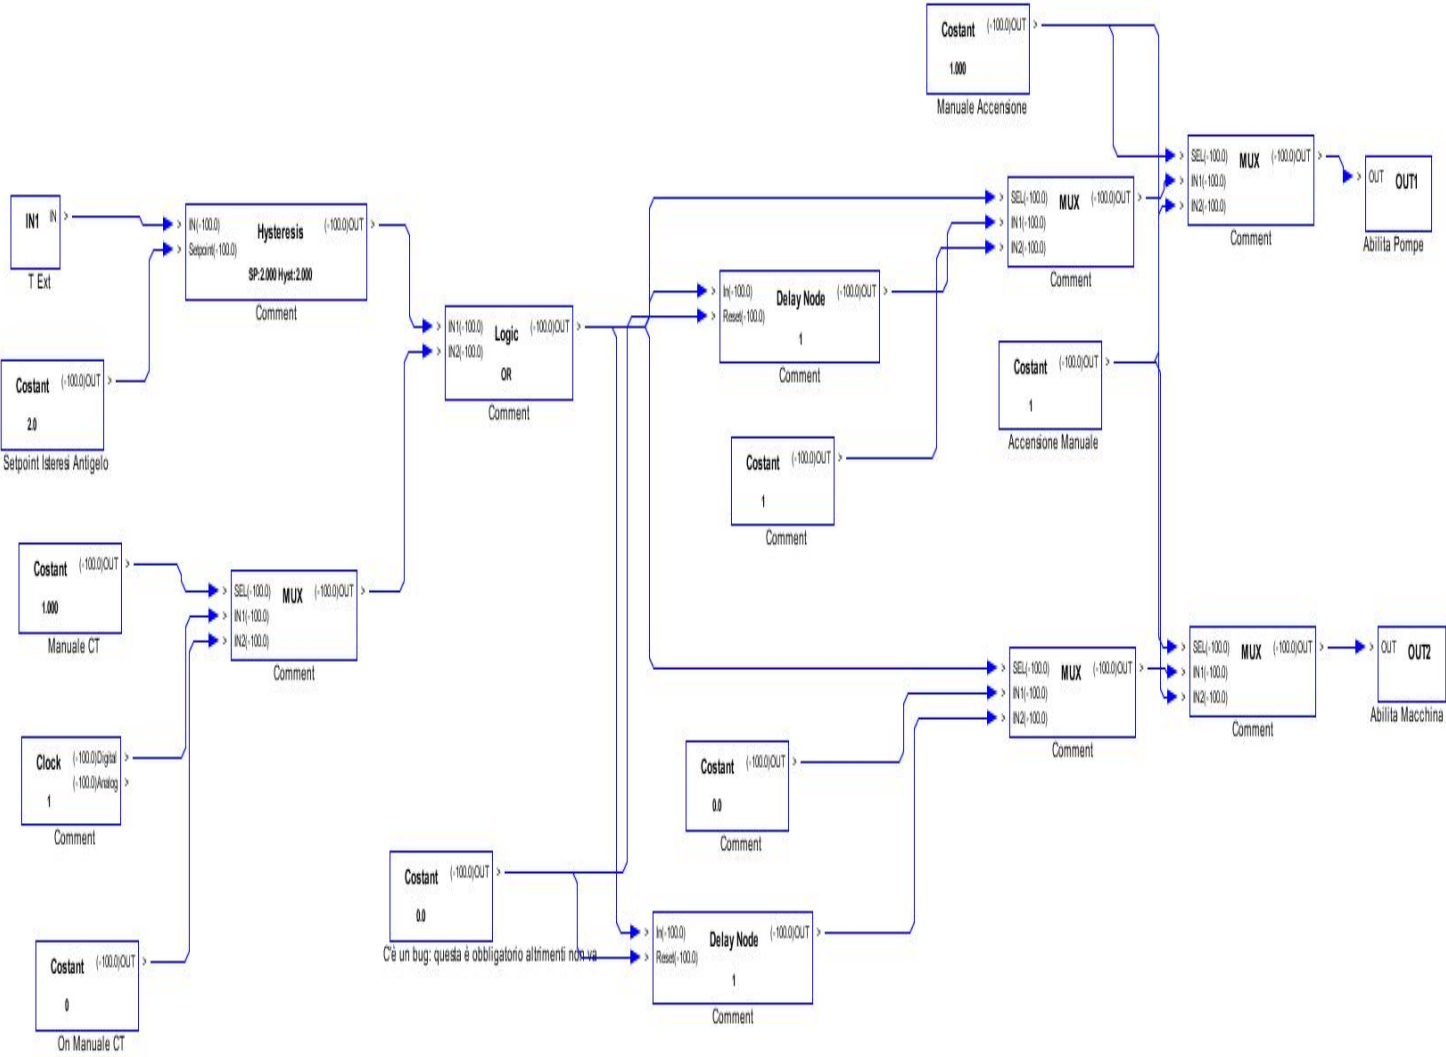 Costant (-100.0)OUT >
1.000
Manuale Accensione
> SEL(-100.0) MUX (-100.0)OUT >
> IN1(-100.0)
> IN2(-100.0)
Comment
> OUT OUT1
Abilita Pompe
> SEL(-100.0) MUX (-100.0)OUT >
> IN1(-100.0)
> IN2(-100.0)
Comment
IN1 IN >
T Ext
> IN(-100.0) Hysteresis (-100.0)OUT >
> Setpoint(-100.0)
SP:2.000 Hyst:2.000
Comment
> In(-100.0) Delay Node (-100.0)OUT >
> Reset(-100.0)
1
Comment
> IN1(-100.0) Logic (-100.0)OUT >
> IN2(-100.0)
OR
Comment
Costant (-100.0)OUT >
1
Accensione Manuale
Costant (-100.0)OUT >
2.0
Setpoint Isteresi Antigelo
Costant (-100.0)OUT >
1
Comment
Costant (-100.0)OUT >
1.000
Manuale CT
> SEL(-100.0) MUX (-100.0)OUT >
> IN1(-100.0)
> IN2(-100.0)
Comment
> SEL(-100.0) MUX (-100.0)OUT >
> IN1(-100.0)
> IN2(-100.0)
Comment
> SEL(-100.0) MUX (-100.0)OUT >
> IN1(-100.0)
> IN2(-100.0)
Comment
> OUT OUT2
Abilita Macchina
Clock (-100.0)Digital >
(-100.0)Analog >
1
Comment
Costant (-100.0)OUT >
0.0
Comment
Costant (-100.0)OUT >
0.0
C'è un bug: questa è obbligatorio altrimenti non va
> In(-100.0) Delay Node (-100.0)OUT >
> Reset(-100.0)
1
Comment
Costant (-100.0)OUT >
0
On Manuale CT